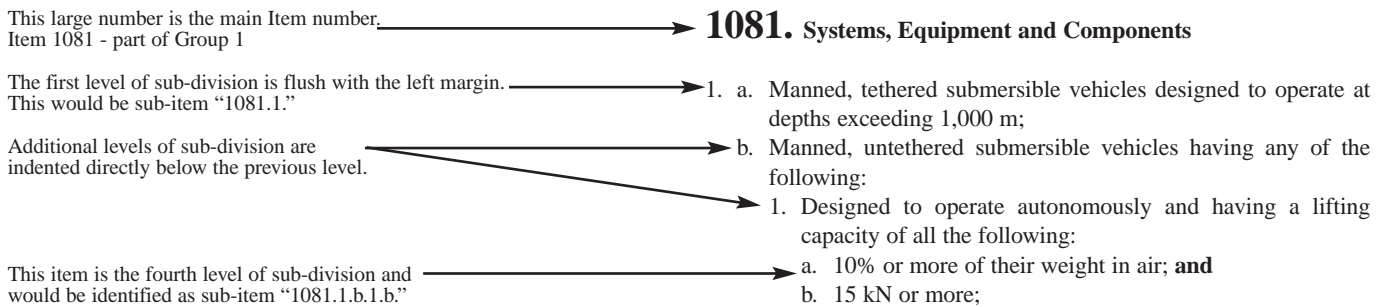 This large number is the main Item number.
Item 1081 - part of Group 1
1081. Systems, Equipment and Components
The first level of sub-division is flush with the left margin.
This would be sub-item “1081.1.”
1. a. Manned, tethered submersible vehicles designed to operate at
depths exceeding 1,000 m;
Additional levels of sub-division are
indented directly below the previous level.
b. Manned, untethered submersible vehicles having any of the
following:
1. Designed to operate autonomously and having a lifting
capacity of all the following:
This item is the fourth level of sub-division and
would be identified as sub-item “1081.1.b.1.b.”
a. 10% or more of their weight in air; and
b. 15 kN or more;